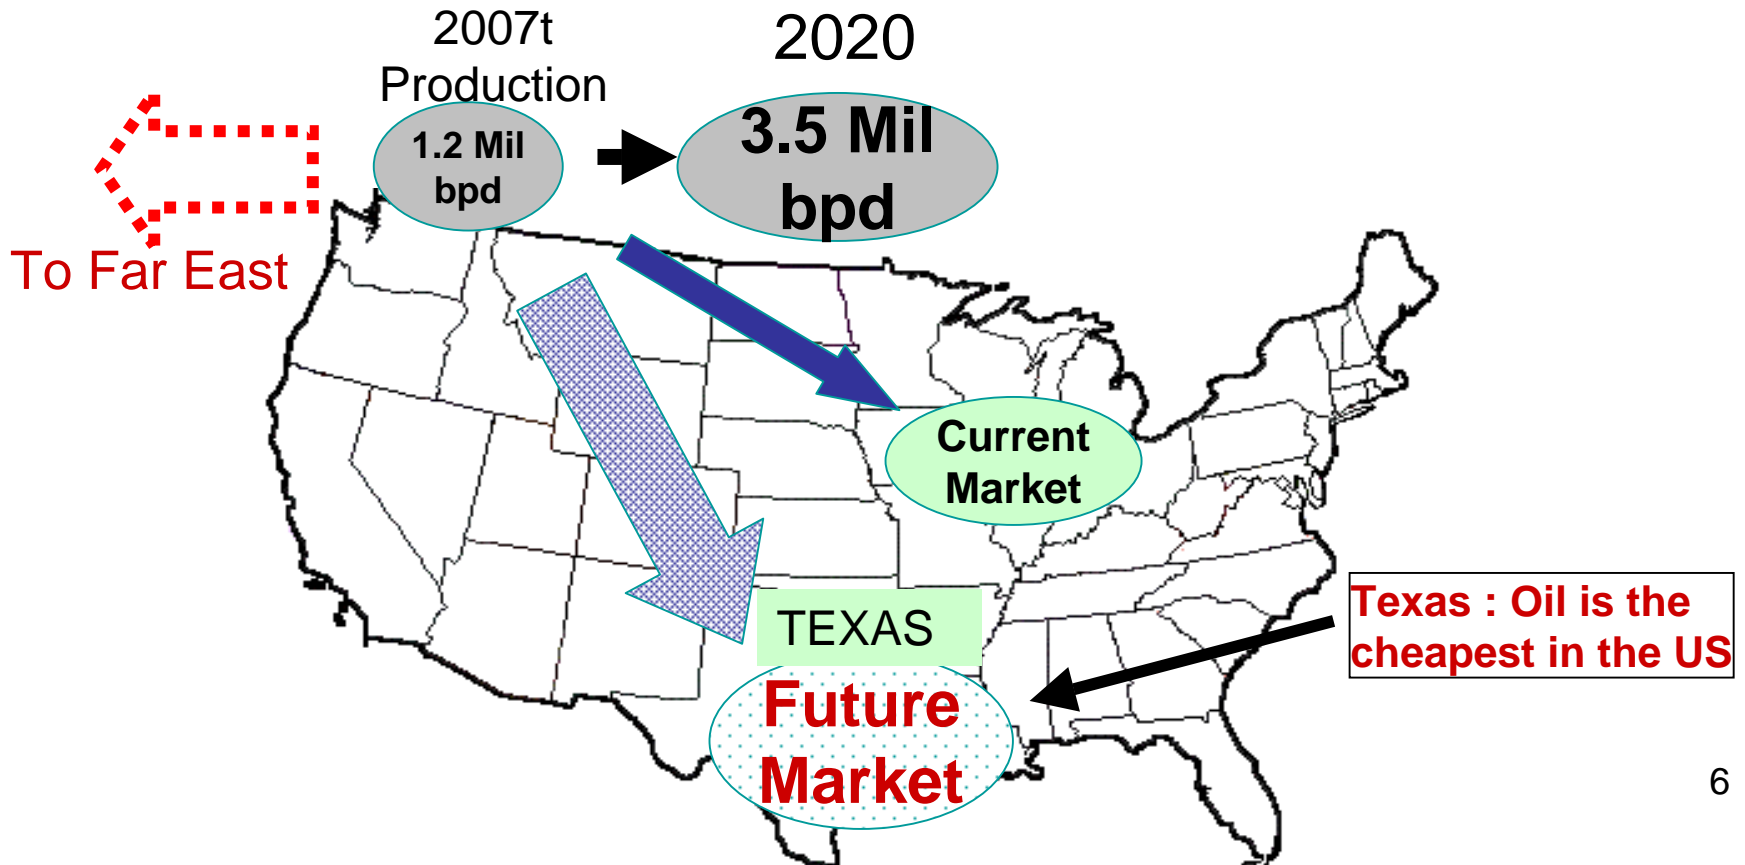 2007t
Production
2020
1.2 Mil
bpd
3.5 Mil
bpd
To Far East
Current
Market
TEXAS
Future
Market
Texas : Oil is the
cheapest in the US
6